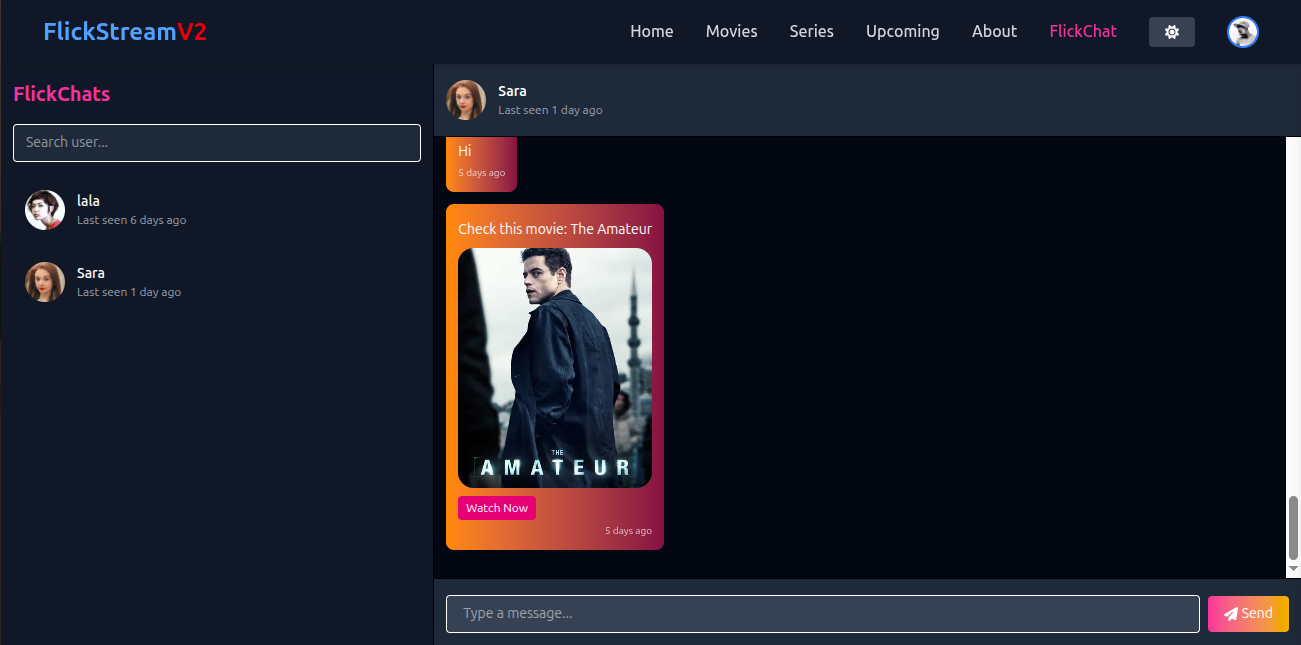 FlickStreamV2
Home Movies Series Upcoming About FlickChat
FlickChats
Search user...
lala
Last seen 6 days ago
Sara
Last seen 1 day ago
Sara
Last seen 1 day ago
Hi
5 days ago
Check this movie: The Amateur
THE
AMATEUR
Watch Now
5 days ago
Type a message...
Send